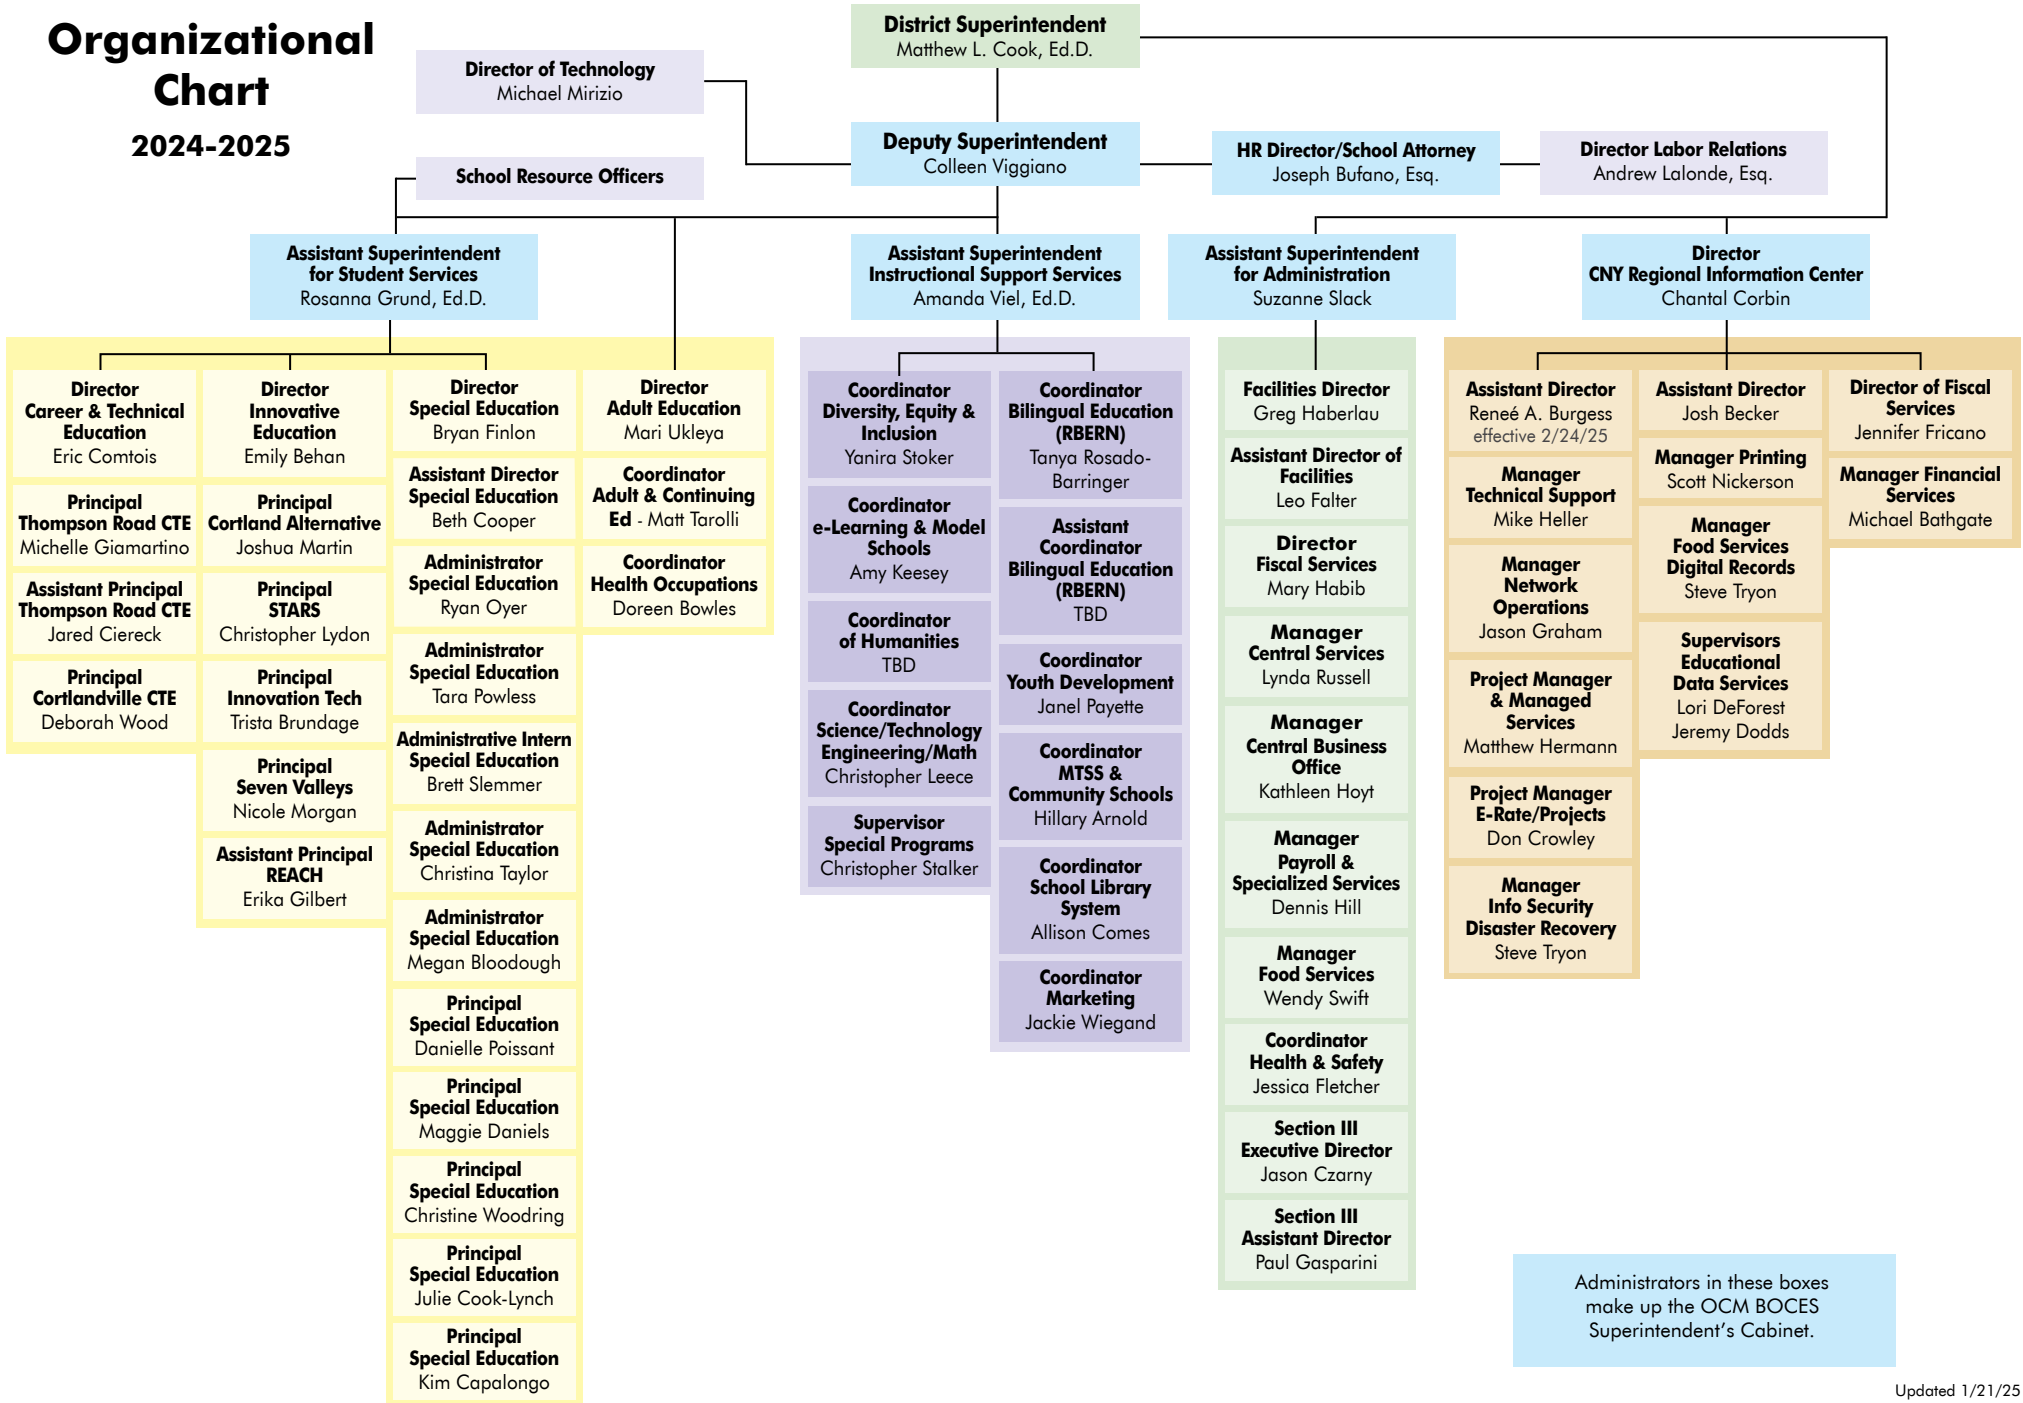 Organizational
Chart
2024-2025
District Superintendent
Matthew L. Cook, Ed.D.
Director of Technology
Michael Mirizio
Deputy Superintendent
Colleen Viggiano
HR Director/School Attorney
Joseph Bufano, Esq.
Director Labor Relations
Andrew Lalonde, Esq.
School Resource Officers
Assistant Superintendent
for Student Services
Rosanna Grund, Ed.D.
Assistant Superintendent
Instructional Support Services
Amanda Viel, Ed.D.
Assistant Superintendent
for Administration
Suzanne Slack
Director
CNY Regional Information Center
Chantal Corbin
Director
Career & Technical
Education
Eric Comtois
Principal
Thompson Road CTE
Michelle Giamartino
Assistant Principal
Thompson Road CTE
Jared Ciereck
Principal
Cortlandville CTE
Deborah Wood
Director
Innovative
Education
Emily Behan
Principal
Cortland Alternative
Joshua Martin
Principal
STARS
Christopher Lydon
Principal
Innovation Tech
Trista Brundage
Principal
Seven Valleys
Nicole Morgan
Assistant Principal
REACH
Erika Gilbert
Director
Special Education
Bryan Finlon
Assistant Director
Special Education
Beth Cooper
Administrator
Special Education
Ryan Oyer
Administrator
Special Education
Tara Powless
Administrative Intern
Special Education
Brett Slemmer
Administrator
Special Education
Christina Taylor
Administrator
Special Education
Megan Bloodough
Principal
Special Education
Danielle Poissant
Principal
Special Education
Maggie Daniels
Principal
Special Education
Christine Woodring
Principal
Special Education
Julie Cook-Lynch
Principal
Special Education
Kim Capalongo
Director
Adult Education
Mari Ukleya
Coordinator
Adult & Continuing
Ed - Matt Tarolli
Coordinator
Health Occupations
Doreen Bowles
Coordinator
Diversity, Equity &
Inclusion
Yanira Stoker
Coordinator
e-Learning & Model
Schools
Amy Keesey
Coordinator
of Humanities
TBD
Coordinator
Science/Technology
Engineering/Math
Christopher Leece
Supervisor
Special Programs
Christopher Stalker
Coordinator
Bilingual Education
(RBERN)
Tanya Rosado-
Barringer
Assistant
Coordinator
Bilingual Education
(RBERN)
TBD
Coordinator
Youth Development
Janel Payette
Coordinator
MTSS &
Community Schools
Hillary Arnold
Coordinator
School Library
System
Allison Comes
Coordinator
Marketing
Jackie Wiegand
Facilities Director
Greg Haberlau
Assistant Director of
Facilities
Leo Falter
Director
Fiscal Services
Mary Habib
Manager
Central Services
Lynda Russell
Manager
Central Business
Office
Kathleen Hoyt
Manager
Payroll &
Specialized Services
Dennis Hill
Manager
Food Services
Wendy Swift
Coordinator
Health & Safety
Jessica Fletcher
Section III
Executive Director
Jason Czarny
Section III
Assistant Director
Paul Gasparini
Assistant Director
Reneé A. Burgess
effective 2/24/25
Manager
Technical Support
Mike Heller
Manager
Network
Operations
Jason Graham
Project Manager
& Managed
Services
Matthew Hermann
Project Manager
E-Rate/Projects
Don Crowley
Manager
Info Security
Disaster Recovery
Steve Tryon
Assistant Director
Josh Becker
Manager Printing
Scott Nickerson
Manager
Food Services
Digital Records
Steve Tryon
Supervisors
Educational
Data Services
Lori DeForest
Jeremy Dodds
Director of Fiscal
Services
Jennifer Fricano
Manager Financial
Services
Michael Bathgate
Administrators in these boxes
make up the OCM BOCES
Superintendent's Cabinet.
Updated 1/21/25